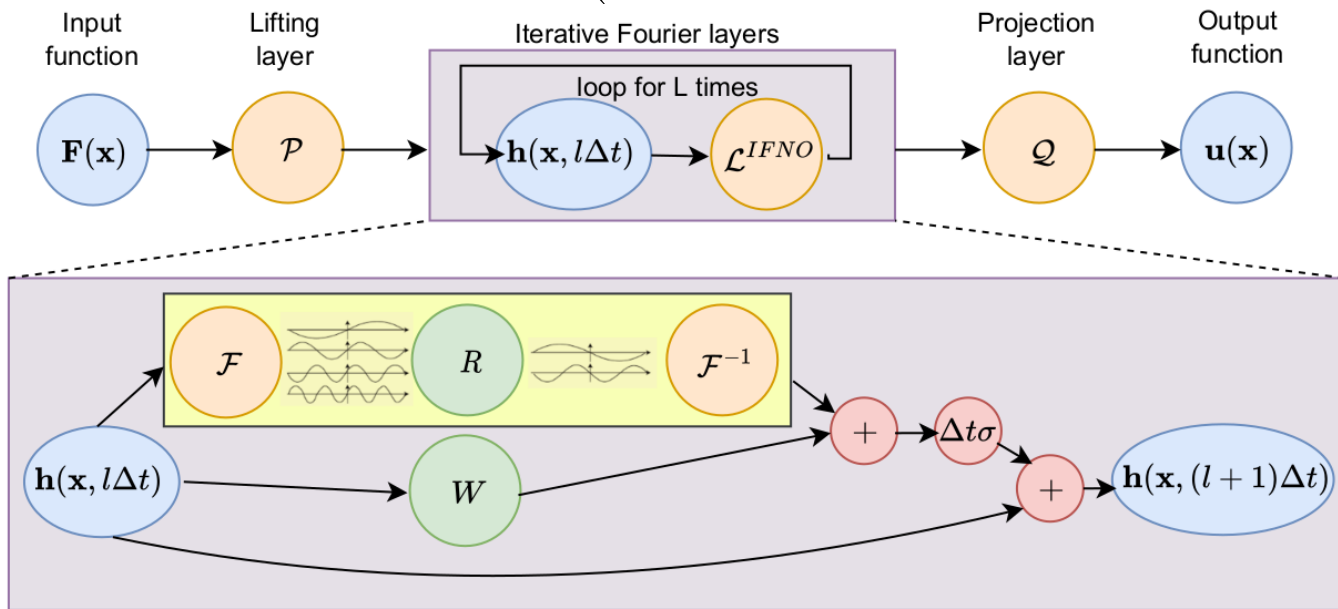 Input
function
Lifting
layer
Iterative Fourier layers
Projection
layer
Output
function
loop for L times
F(x)
𝒫
h(x, lΔt)
ℒ^{IFNO}
𝒬
u(x)
ℱ
R
ℱ^{-1}
+
Δtσ
h(x, lΔt)
W
+
h(x, (l + 1)Δt)